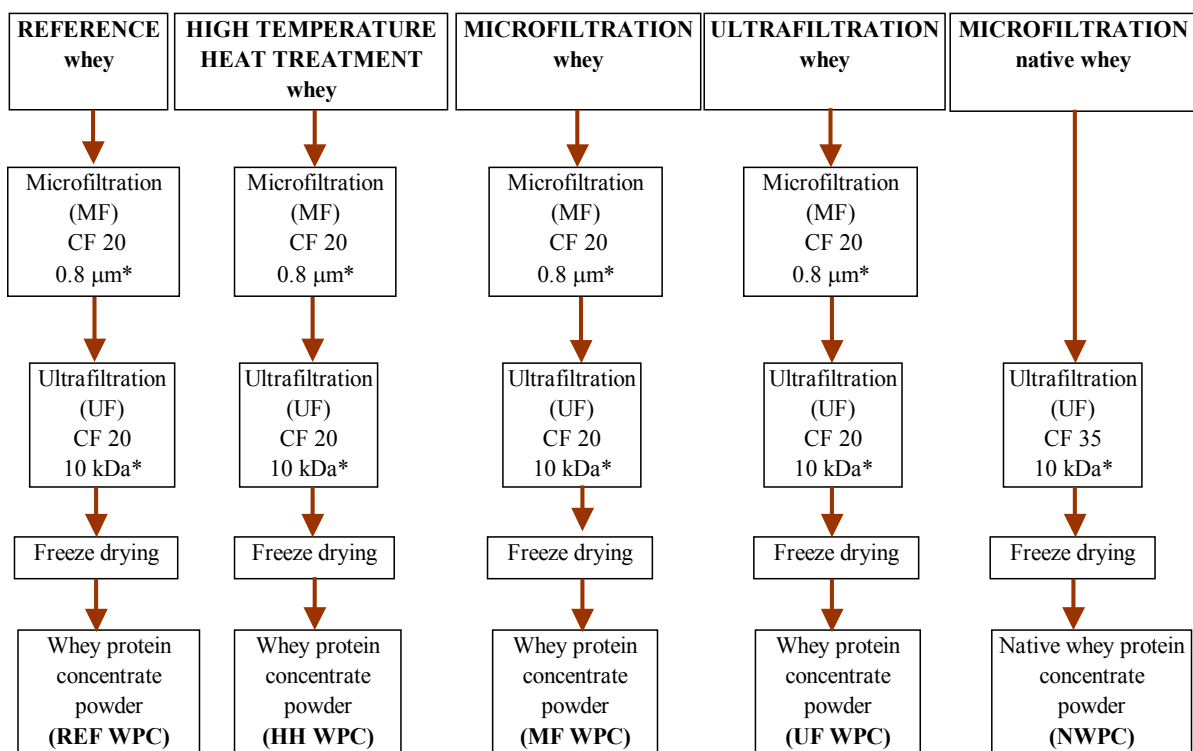 REFERENCE
whey
HIGH TEMPERATURE
HEAT TREATMENT
whey
MICROFILTRATION
whey
ULTRAFILTRATION
whey
MICROFILTRATION
native whey
Microfiltration
(MF)
CF 20
0.8 μm*
Microfiltration
(MF)
CF 20
0.8 μm*
Microfiltration
(MF)
CF 20
0.8 μm*
Microfiltration
(MF)
CF 20
0.8 μm*
Ultrafiltration
(UF)
CF 20
10 kDa*
Ultrafiltration
(UF)
CF 20
10 kDa*
Ultrafiltration
(UF)
CF 20
10 kDa*
Ultrafiltration
(UF)
CF 20
10 kDa*
Ultrafiltration
(UF)
CF 35
10 kDa*
Freeze drying
Freeze drying
Freeze drying
Freeze drying
Freeze drying
Whey protein
concentrate
powder
(REF WPC)
Whey protein
concentrate
powder
(HH WPC)
Whey protein
concentrate
powder
(MF WPC)
Whey protein
concentrate
powder
(UF WPC)
Native whey protein
concentrate
powder
(NWPC)